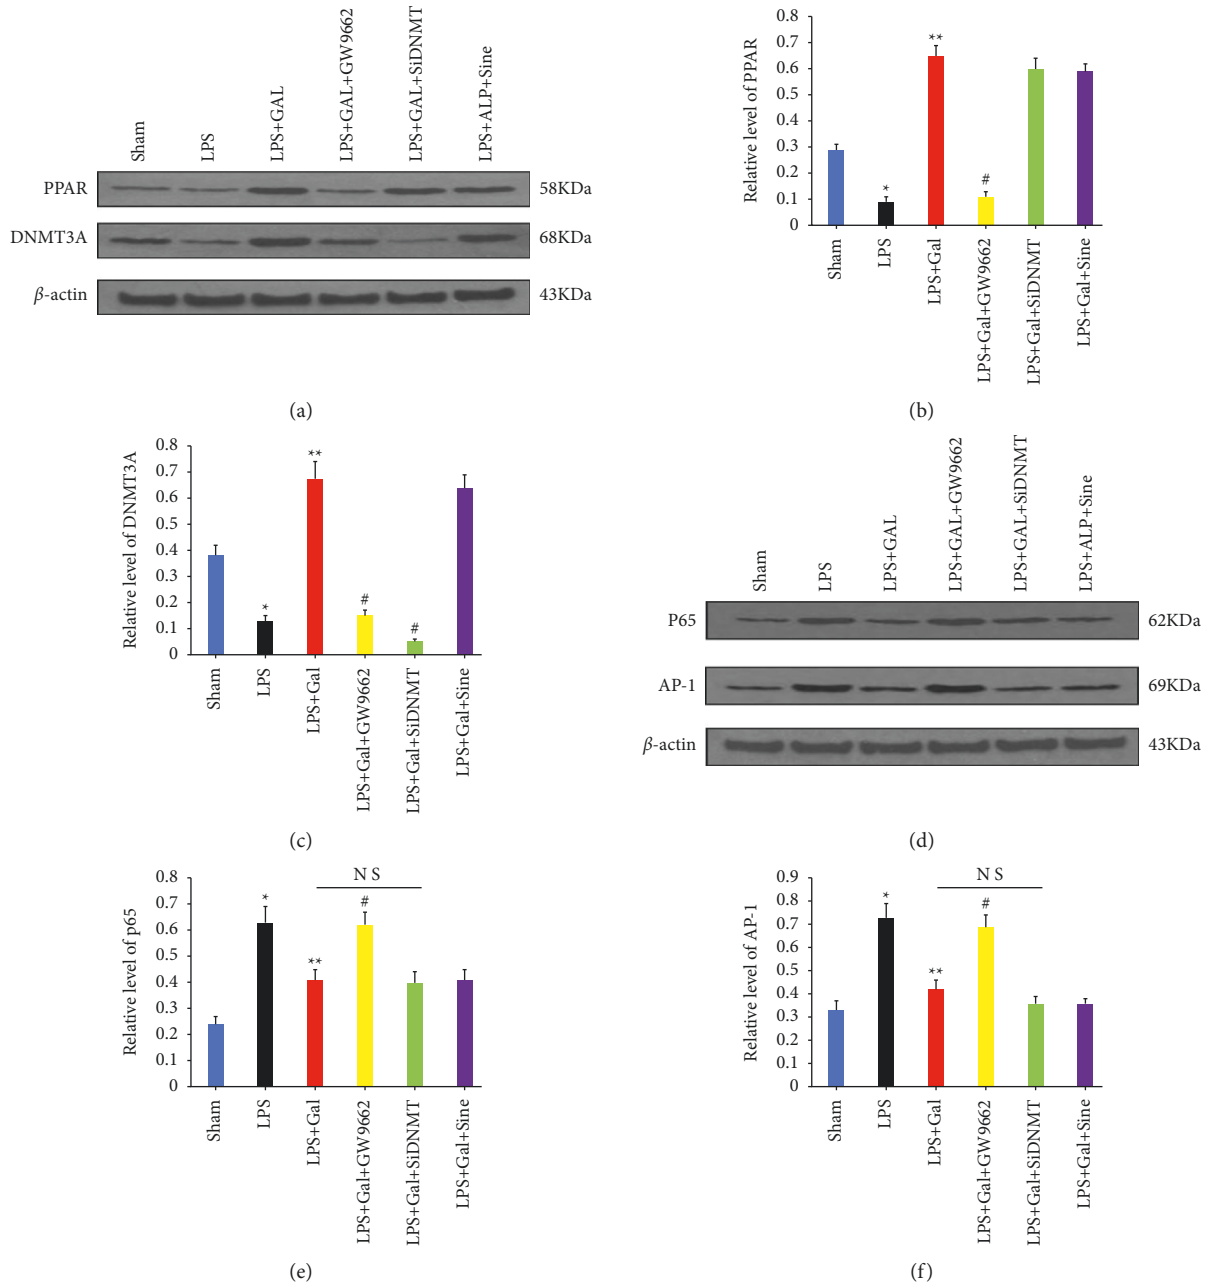 Sham
LPS
LPS+GAL
LPS+GAL+GW9662
LPS+GAL+SiDNMT
LPS+ALP+Sine
PPAR 58KDa
DNMT3A 68KDa
β-actin 43KDa
(a)
Relative level of PPAR
0.8
0.7
0.6
0.5
0.4
0.3
0.2
0.1
0
*
**
#
Sham
LPS
LPS+Gal
LPS+Gal+GW9662
LPS+Gal+SiDNMT
LPS+Gal+Sine
(b)
Relative level of DNMT3A
0.8
0.7
0.6
0.5
0.4
0.3
0.2
0.1
0
*
**
#
#
Sham
LPS
LPS+Gal
LPS+Gal+GW9662
LPS+Gal+SiDNMT
LPS+Gal+Sine
(c)
Sham
LPS
LPS+GAL
LPS+GAL+GW9662
LPS+GAL+SiDNMT
LPS+ALP+Sine
P65 62KDa
AP-1 69KDa
β-actin 43KDa
(d)
Relative level of p65
0.8
0.7
0.6
0.5
0.4
0.3
0.2
0.1
0
*
**
#
N S
Sham
LPS
LPS+Gal
LPS+Gal+GW9662
LPS+Gal+SiDNMT
LPS+Gal+Sine
(e)
Relative level of AP-1
0.9
0.8
0.7
0.6
0.5
0.4
0.3
0.2
0.1
0
*
**
#
N S
Sham
LPS
LPS+Gal
LPS+Gal+GW9662
LPS+Gal+SiDNMT
LPS+Gal+Sine
(f)